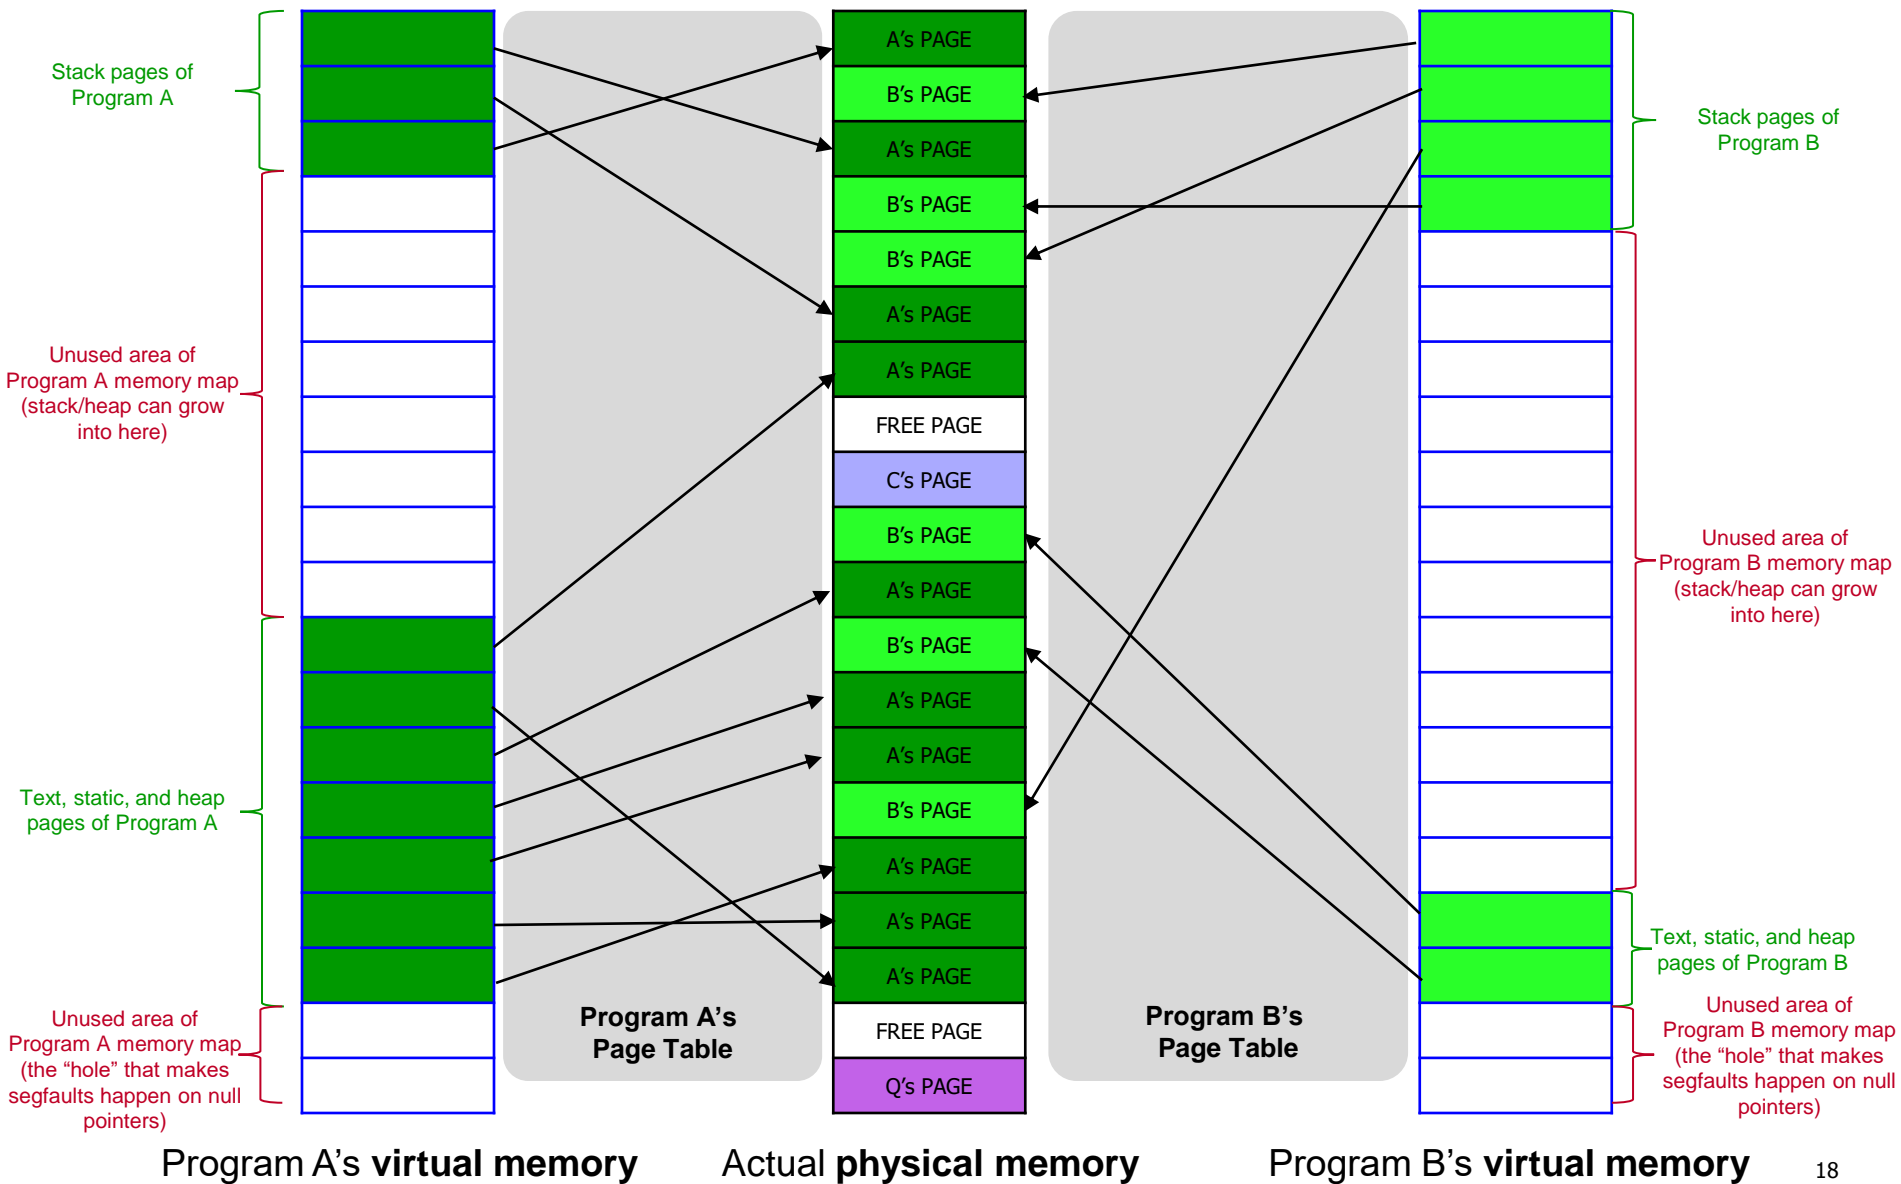 Stack pages of
Program A
Unused area of
Program A memory map
(stack/heap can grow
into here)
Text, static, and heap
pages of Program A
Unused area of
Program A memory map
(the “hole” that makes
segfaults happen on null
pointers)
Program A’s
Page Table
A’s PAGE
B’s PAGE
A’s PAGE
B’s PAGE
B’s PAGE
A’s PAGE
A’s PAGE
FREE PAGE
C’s PAGE
B’s PAGE
A’s PAGE
B’s PAGE
A’s PAGE
A’s PAGE
B’s PAGE
A’s PAGE
A’s PAGE
A’s PAGE
FREE PAGE
Q’s PAGE
Program B’s
Page Table
Stack pages of
Program B
Unused area of
Program B memory map
(stack/heap can grow
into here)
Text, static, and heap
pages of Program B
Unused area of
Program B memory map
(the “hole” that makes
segfaults happen on null
pointers)
Program A’s virtual memory
Actual physical memory
Program B’s virtual memory
18